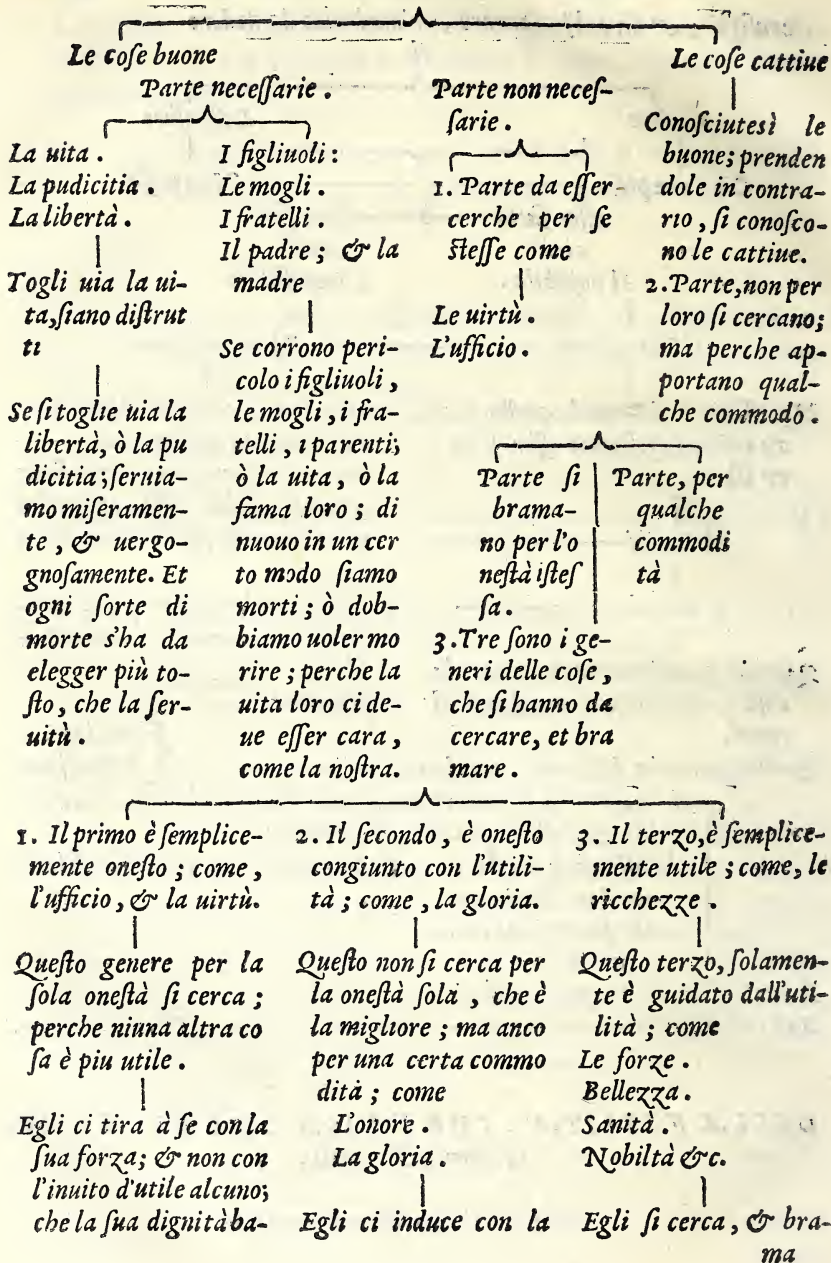 Le coſe buone
Parte neceſſarie .
La uita .
La pudicitia .
La libertà .
Togli uia la ui-
ta, ſiano diſtrut
ti
Se ſi toglie uia la
libertà, ò la pu
dicitia; ſeruia-
mo miſeramen-
te , & uergo-
gnoſamente. Et
ogni ſorte di
morte s'ha da
elegger più to-
ſto, che la ſer-
uitù .
I figliuoli :
Le mogli .
I fratelli .
Il padre ; & la
madre
Se corrono peri-
colo i figliuoli ,
le mogli , i fra-
telli , i parenti;
ò la uita , ò la
fama loro ; di
nuouo in un cer
to modo ſiamo
morti ; ò dob-
biamo uoler mo
rire ; perche la
uita loro ci de-
ue eſſer cara ,
come la noſtra.
Parte non neceſ-
ſarie .
1. Parte da eſſer
cerche per ſe
ſteſſe come
Le uirtù .
L'ufficio .
Le coſe cattiue
Conoſciuteſi le
buone; prenden
dole in contra-
rio , ſi conoſco-
no le cattiue.
2. Parte, non per
loro ſi cercano;
ma perche ap-
portano qual-
che commodo .
Parte ſi
brama-
no per l'o
neſtà iſteſ
ſa.
Parte, per
qualche
commodi
tà
3. Tre ſono i ge-
neri delle coſe ,
che ſi hanno da
cercare, et bra
mare .
1. Il primo è ſemplice-
mente oneſto ; come ,
l'ufficio , & la uirtù.
Queſto genere per la
ſola oneſtà ſi cerca ;
perche niuna altra co
ſa è piu utile .
Egli ci tira à ſe con la
ſua forza; & non con
l'inuito d'utile alcuno;
che la ſua dignità ba-
2. Il ſecondo , è oneſto
congiunto con l'utili-
tà ; come , la gloria.
Queſto non ſi cerca per
la oneſtà ſola , che è
la migliore ; ma anco
per una certa commo
dità ; come
L'onore .
La gloria .
Egli ci induce con la
3. Il terzo, è ſemplice-
mente utile ; come, le
ricchezze .
Queſto terzo, ſolamen-
te è guidato dall'uti-
lità ; come
Le forze .
Bellezza .
Sanità .
Nobiltà &c.
Egli ſi cerca , & bra-
ma